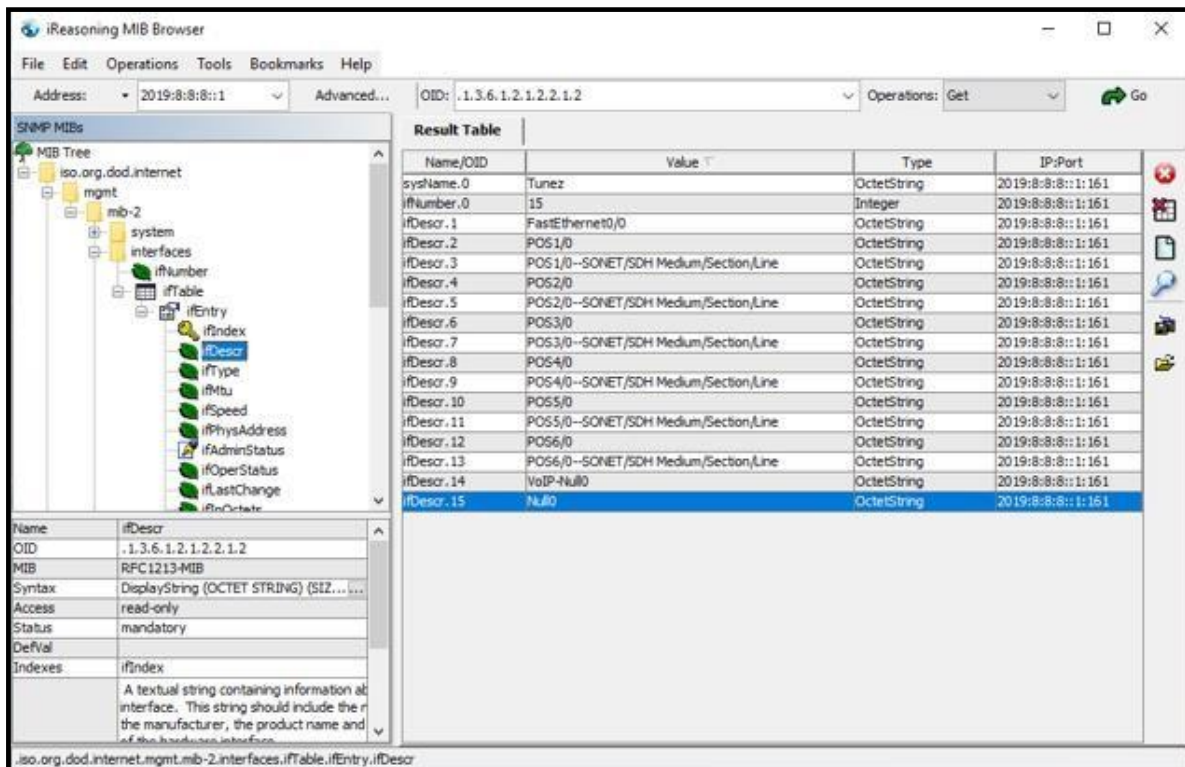 iReasoning MIB Browser
File Edit Operations Tools Bookmarks Help
Address: 2019:8:8:8::1 Advanced... OID: .1.3.6.1.2.1.2.2.1.2 Operations: Get Go
SNMP MIBs
MIB Tree
iso.org.dod.internet
mgmt
mib-2
system
interfaces
ifNumber
ifTable
ifEntry
ifIndex
ifDescr
ifType
ifMtu
ifSpeed
ifPhysAddress
ifAdminStatus
ifOperStatus
ifLastChange
ifInOctets
Name ifDescr
OID .1.3.6.1.2.1.2.2.1.2
MIB RFC1213-MIB
Syntax DisplayString (OCTET STRING) (SIZ... ...
Access read-only
Status mandatory
DefVal
Indexes ifIndex
A textual string containing information ab
interface. This string should include the
the manufacturer, the product name and
of the hardware interface
Result Table
Name/OID Value Type IP:Port
sysName.0 Tunez OctetString 2019:8:8:8::1:161
ifNumber.0 15 Integer 2019:8:8:8::1:161
ifDescr.1 FastEthernet0/0 OctetString 2019:8:8:8::1:161
ifDescr.2 POS1/0 OctetString 2019:8:8:8::1:161
ifDescr.3 POS1/0--SONET/SDH Medium/Section/Line OctetString 2019:8:8:8::1:161
ifDescr.4 POS2/0 OctetString 2019:8:8:8::1:161
ifDescr.5 POS2/0--SONET/SDH Medium/Section/Line OctetString 2019:8:8:8::1:161
ifDescr.6 POS3/0 OctetString 2019:8:8:8::1:161
ifDescr.7 POS3/0--SONET/SDH Medium/Section/Line OctetString 2019:8:8:8::1:161
ifDescr.8 POS4/0 OctetString 2019:8:8:8::1:161
ifDescr.9 POS4/0--SONET/SDH Medium/Section/Line OctetString 2019:8:8:8::1:161
ifDescr.10 POS5/0 OctetString 2019:8:8:8::1:161
ifDescr.11 POS5/0--SONET/SDH Medium/Section/Line OctetString 2019:8:8:8::1:161
ifDescr.12 POS6/0 OctetString 2019:8:8:8::1:161
ifDescr.13 POS6/0--SONET/SDH Medium/Section/Line OctetString 2019:8:8:8::1:161
ifDescr.14 VoIP-Null0 OctetString 2019:8:8:8::1:161
ifDescr.15 Null0 OctetString 2019:8:8:8::1:161
.iso.org.dod.internet.mgmt.mib-2.interfaces.ifTable.ifEntry.ifDescr